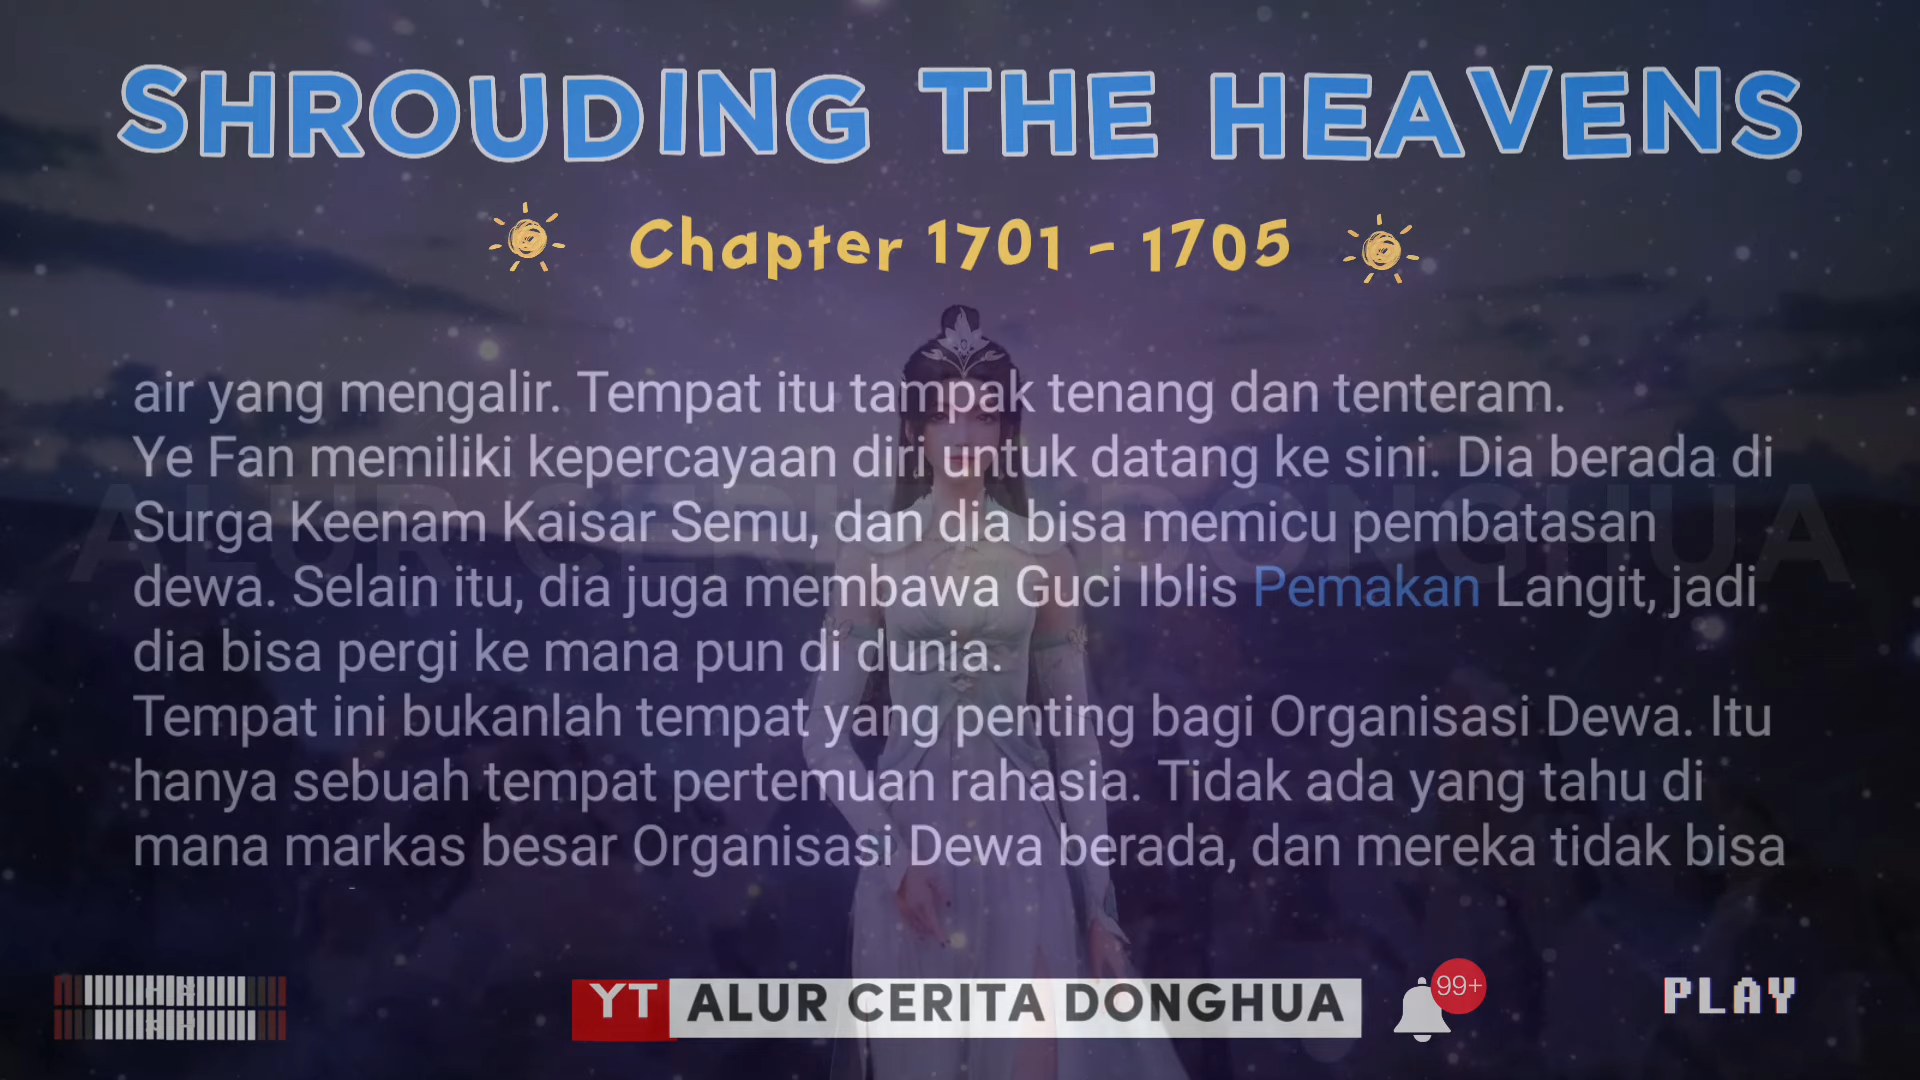 SHROUDING THE HEAVENS
Chapter 1701 - 1705
air yang mengalir. Tempat itu tampak tenang dan tenteram.
Ye Fan memiliki kepercayaan diri untuk datang ke sini. Dia berada di
Surga Keenam Kaisar Semu, dan dia bisa memicu pembatasan
dewa. Selain itu, dia juga membawa Guci Iblis Pemakan Langit, jadi
dia bisa pergi ke mana pun di dunia.
Tempat ini bukanlah tempat yang penting bagi Organisasi Dewa. Itu
hanya sebuah tempat pertemuan rahasia. Tidak ada yang tahu di
mana markas besar Organisasi Dewa berada, dan mereka tidak bisa
ALUR CERITA DONGHUA
YT ALUR CERITA DONGHUA
99+
PLAY